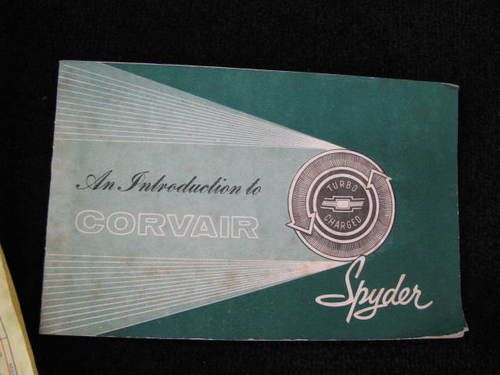 An Introduction to
CORVAIR
TURBO
CHARGED
Spyder